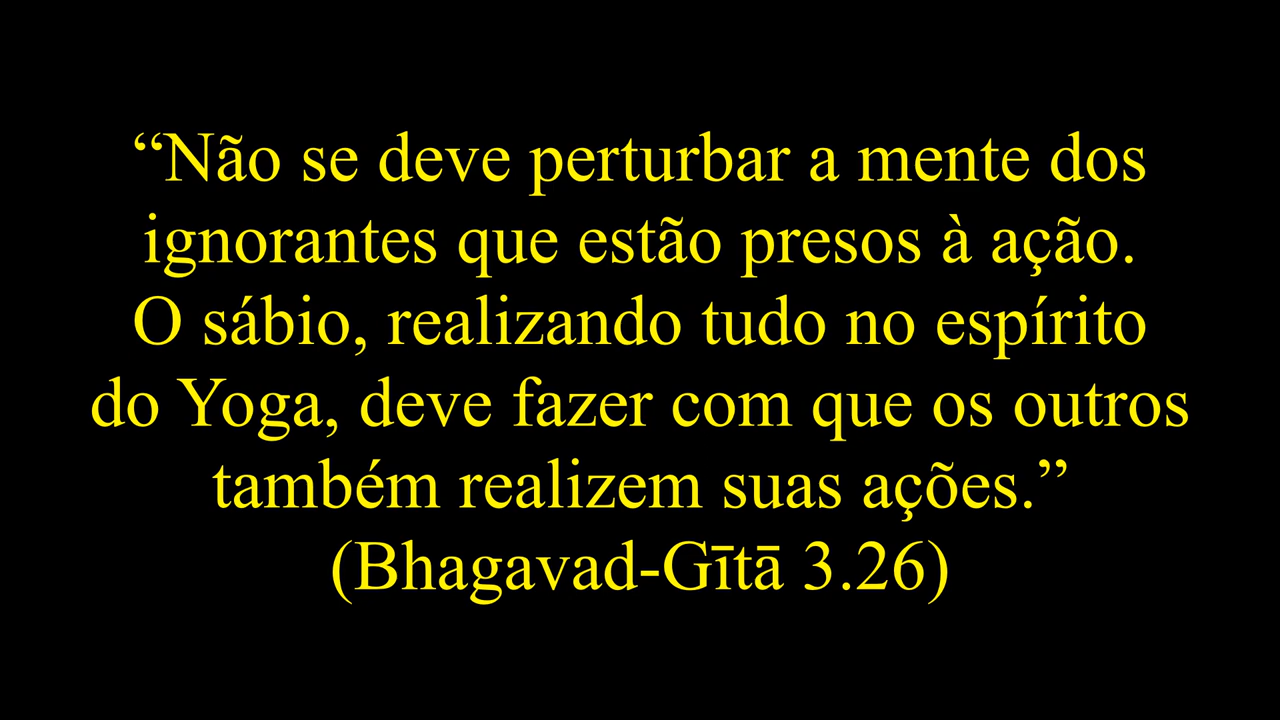 “Não se deve perturbar a mente dos
ignorantes que estão presos à ação.
O sábio, realizando tudo no espírito
do Yoga, deve fazer com que os outros
também realizem suas ações.”
(Bhagavad-Gītā 3.26)